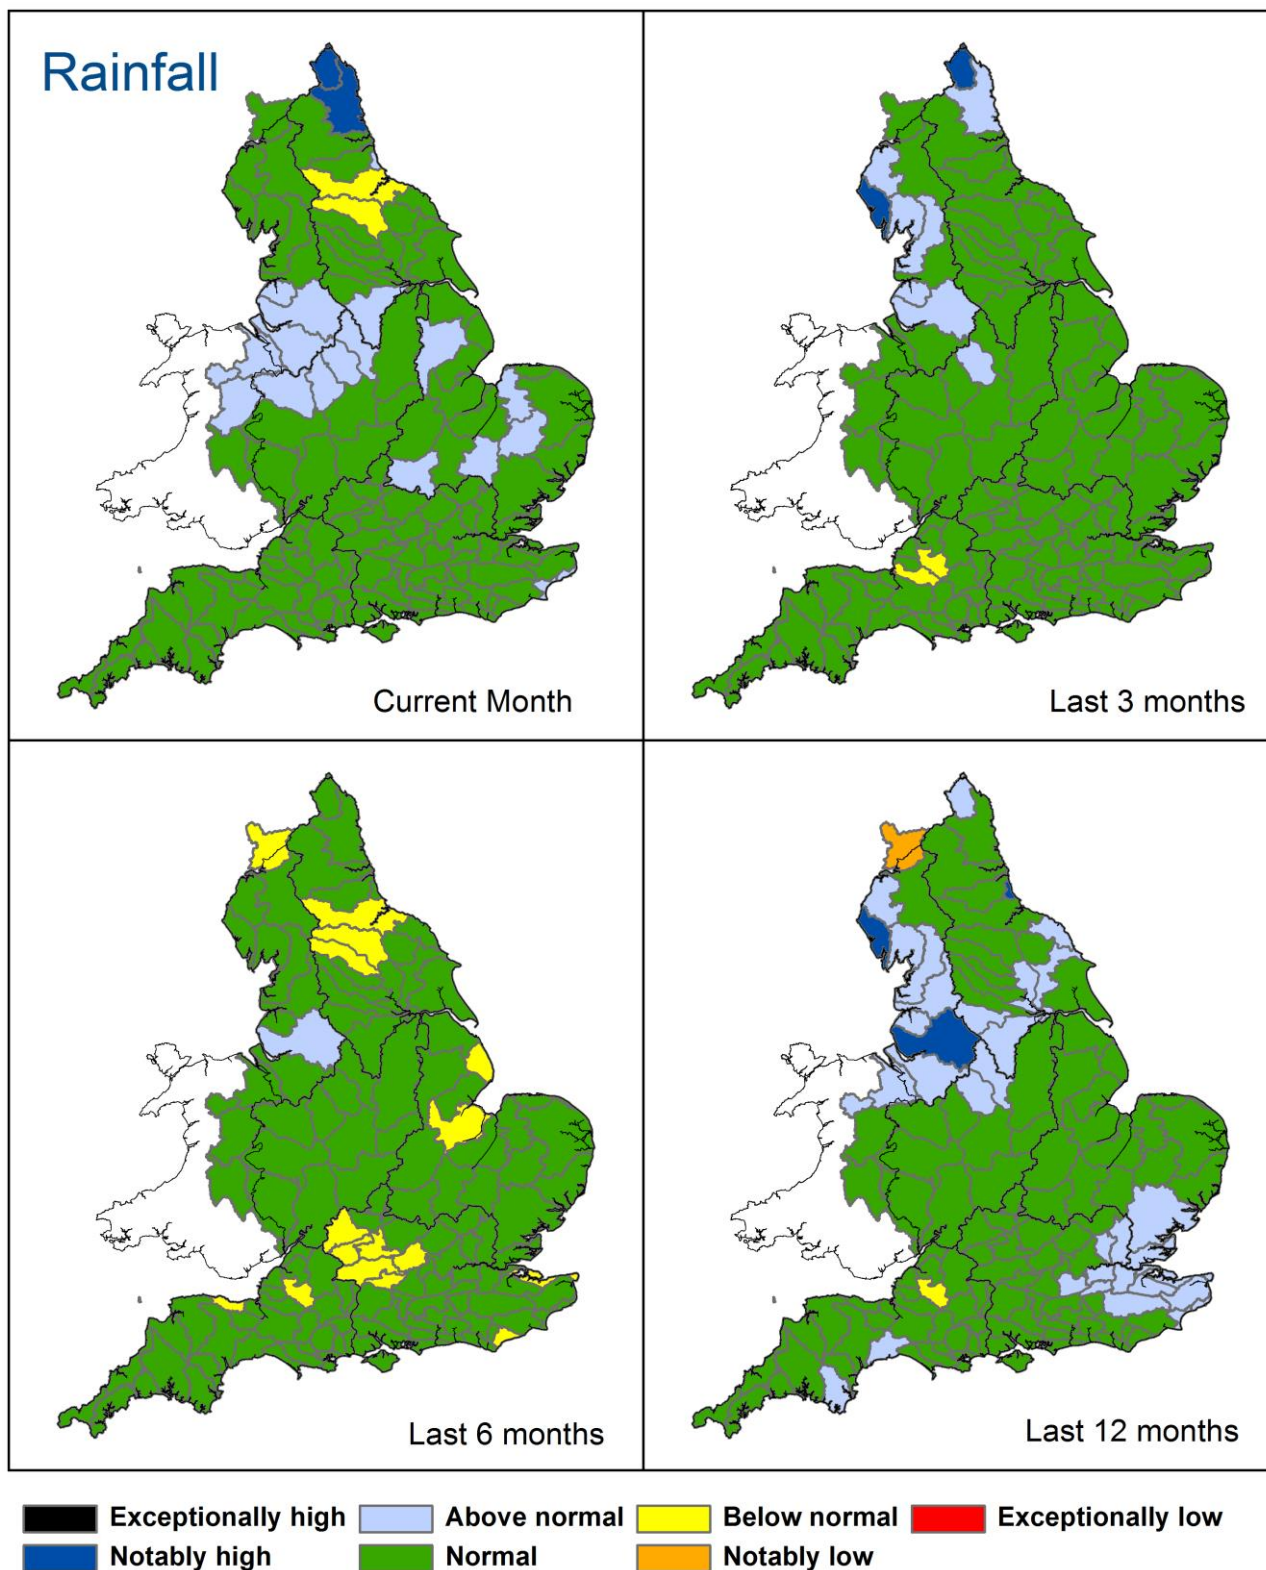 Rainfall
Current Month
Last 3 months
Last 6 months
Last 12 months
Exceptionally high
Above normal
Below normal
Exceptionally low
Notably high
Normal
Notably low